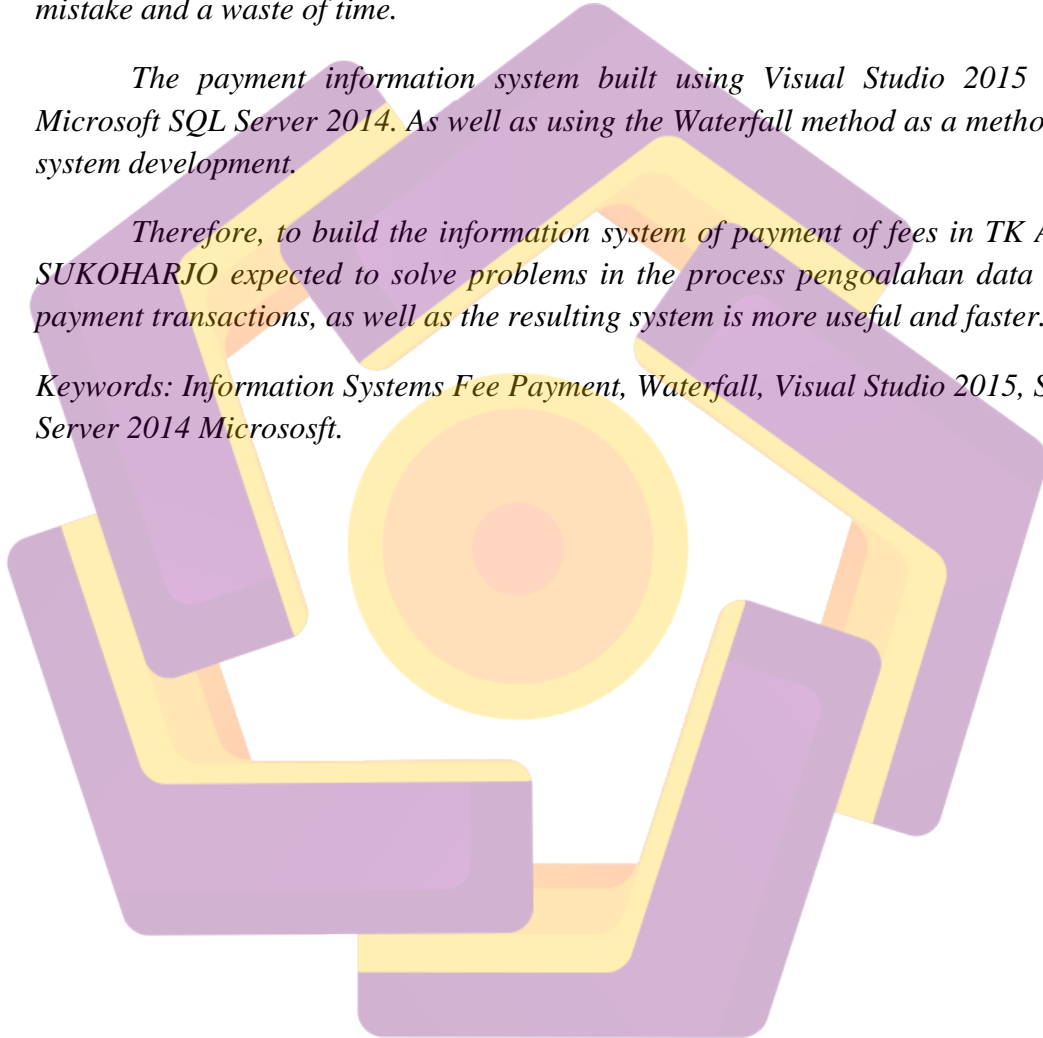 mistake and a waste of time.
The payment information system built using Visual Studio 2015
Microsoft SQL Server 2014. As well as using the Waterfall method as a
system development.
Therefore, to build the information system of payment of fees in TK
SUKOHARJO expected to solve problems in the process pengoalahan data
payment transactions, as well as the resulting system is more useful and faster.
Keywords: Information Systems Fee Payment, Waterfall, Visual Studio 2015,
Server 2014 Micrososft.